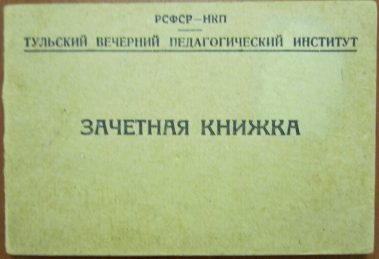 РСФСР—НКП
ТУЛЬСКИЙ ВЕЧЕРНИЙ ПЕДАГОГИЧЕСКИЙ ИНСТИТУТ
ЗАЧЕТНАЯ КНИЖКА